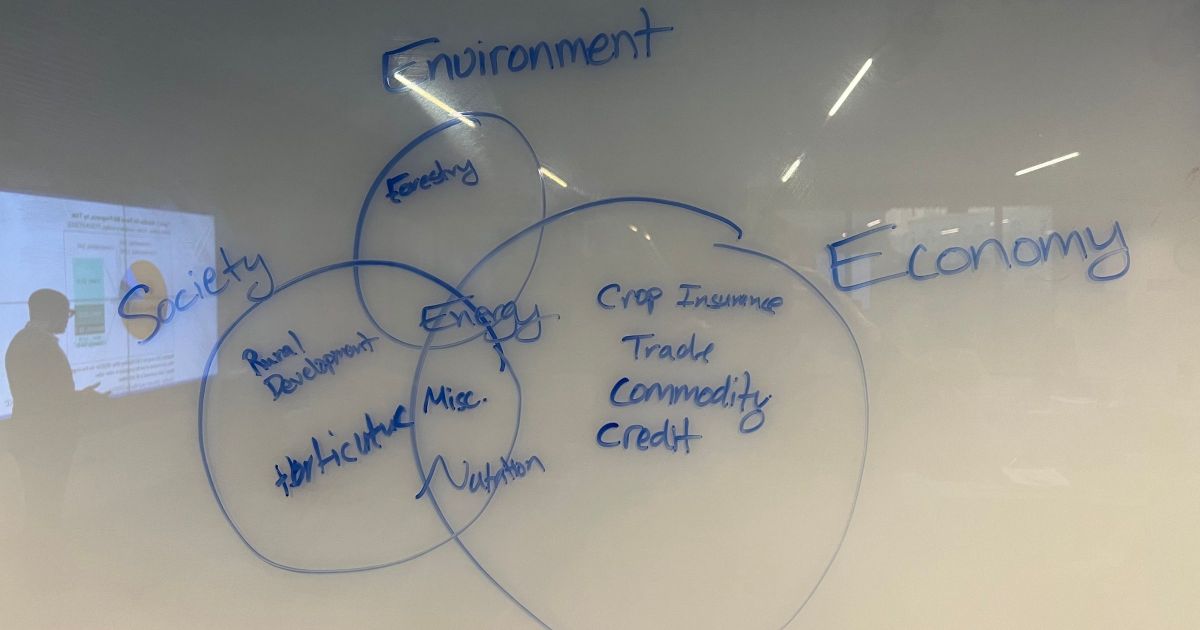 Environment
Forestry
Society
Economy
Energy
Crop Insurance
Rural
Development
Trade
Misc.
Commodity
Horticulture
Credit
Nutrition